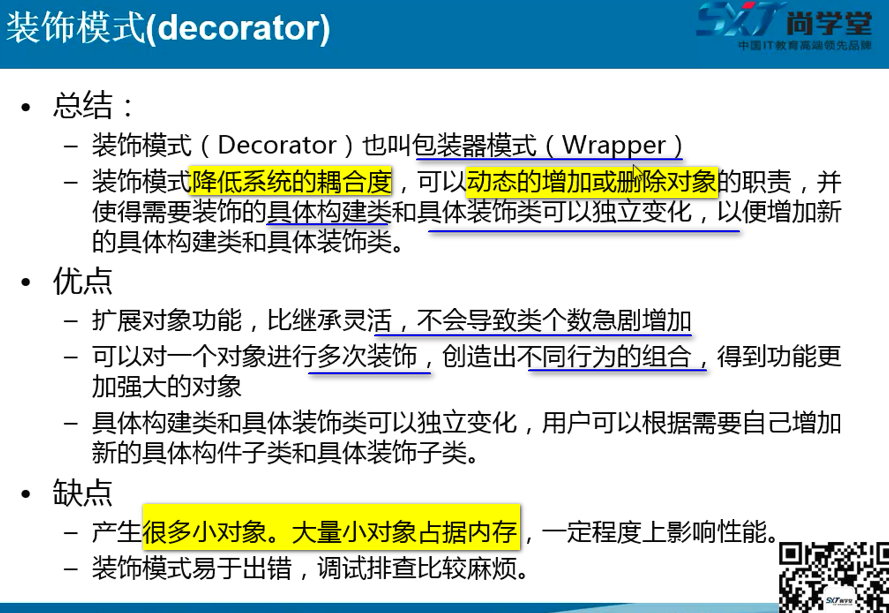 装饰模式(decorator)
SXT 尚学堂
中国IT教育高端领先品牌
• 总结：
– 装饰模式（Decorator）也叫包装器模式（Wrapper）
– 装饰模式降低系统的耦合度，可以动态的增加或删除对象的职责，并
使得需要装饰的具体构建类和具体装饰类可以独立变化，以便增加新
的具体构建类和具体装饰类。
• 优点
– 扩展对象功能，比继承灵活，不会导致类个数急剧增加
– 可以对一个对象进行多次装饰，创造出不同行为的组合，得到功能更
加强大的对象
– 具体构建类和具体装饰类可以独立变化，用户可以根据需要自己增加
新的具体构件子类和具体装饰子类。
• 缺点
– 产生很多小对象。大量小对象占据内存，一定程度上影响性能。
– 装饰模式易于出错，调试排查比较麻烦。
SXT 尚学堂